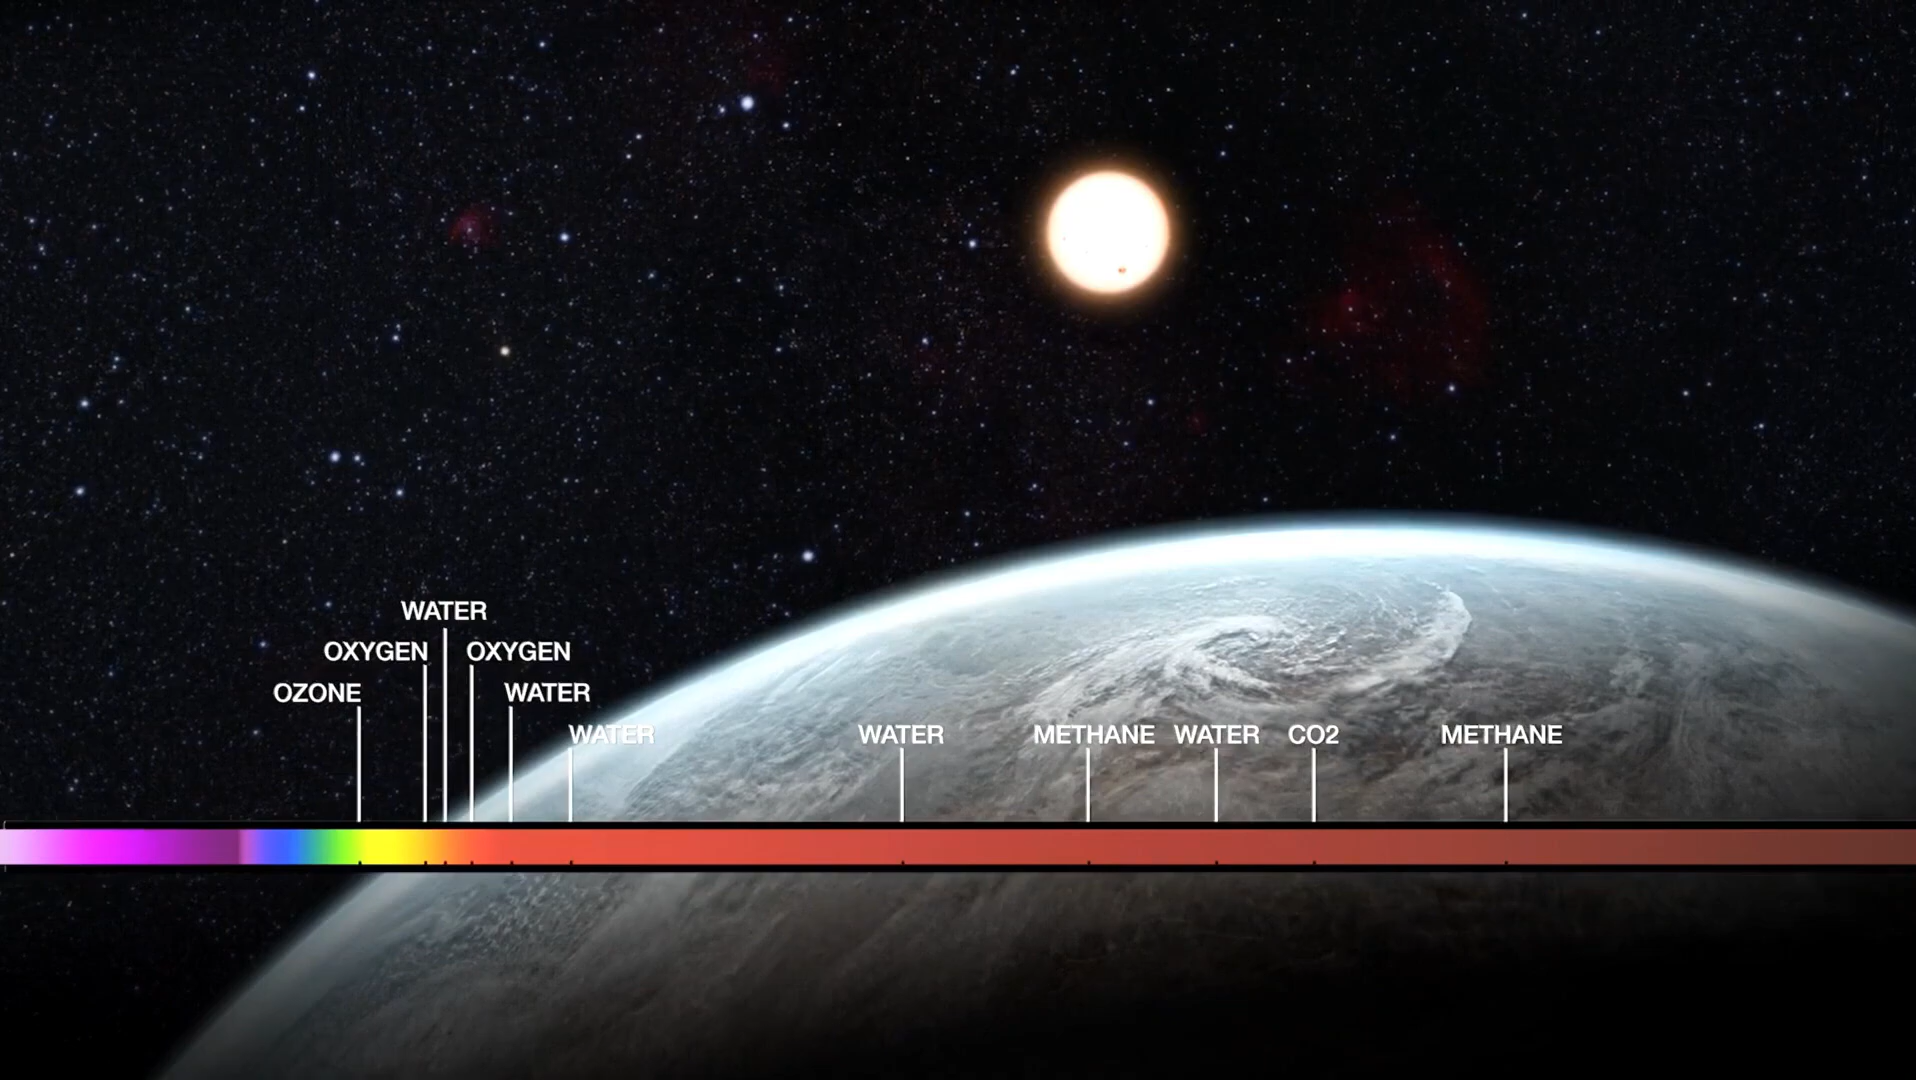 WATER
OXYGEN OXYGEN
OZONE WATER
WATER WATER METHANE WATER CO2 METHANE